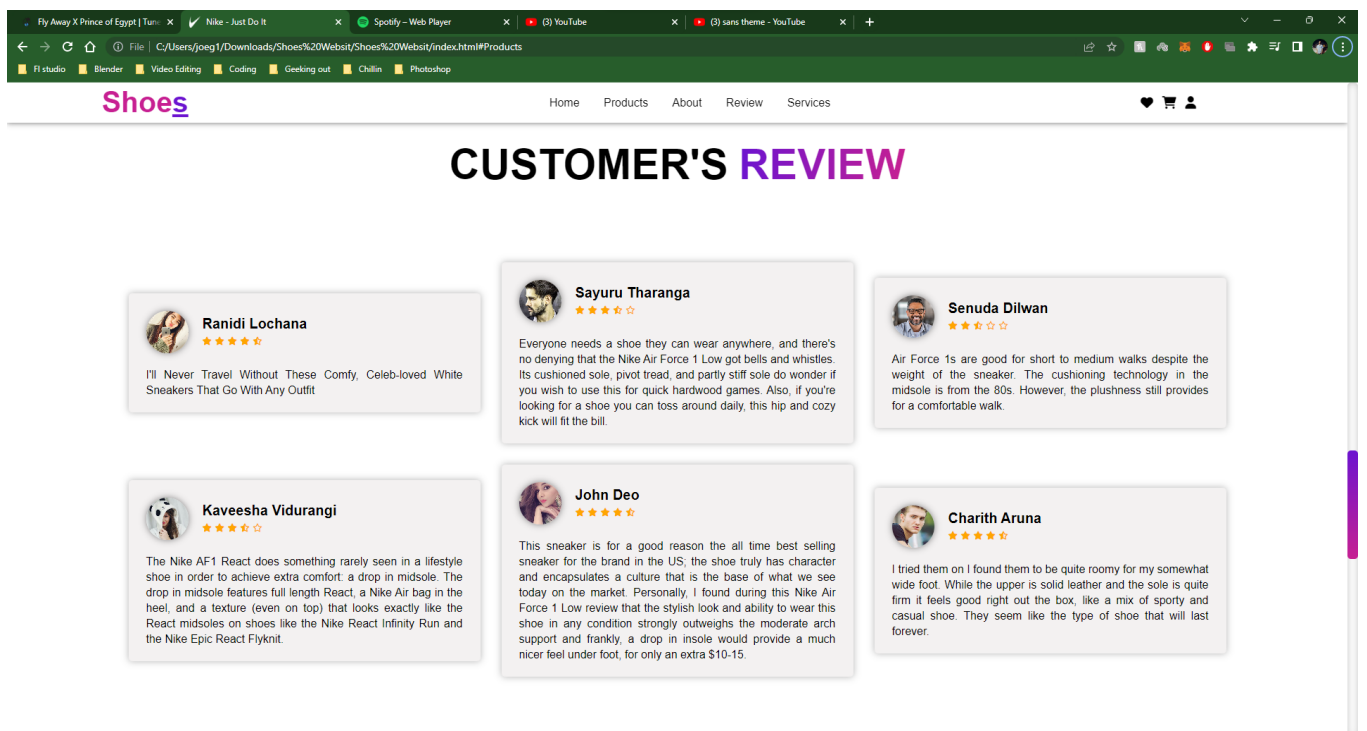 Fly Away X Prince of Egypt | Tune
Nike - Just Do It
Spotify – Web Player
(3) YouTube
(3) sans theme - YouTube
File
C:/Users/joeg1/Downloads/Shoes%20Websit/Shoes%20Websit/index.html#Products
Fl studio
Blender
Video Editing
Coding
Geeking out
Chillin
Photoshop
Shoes
Home
Products
About
Review
Services
CUSTOMER'S REVIEW
Ranidi Lochana
I'll Never Travel Without These Comfy, Celeb-loved White
Sneakers That Go With Any Outfit
Sayuru Tharanga
Everyone needs a shoe they can wear anywhere, and there's
no denying that the Nike Air Force 1 Low got bells and whistles.
Its cushioned sole, pivot tread, and partly stiff sole do wonder if
you wish to use this for quick hardwood games. Also, if you're
looking for a shoe you can toss around daily, this hip and cozy
kick will fit the bill.
Senuda Dilwan
Air Force 1s are good for short to medium walks despite the
weight of the sneaker. The cushioning technology in the
midsole is from the 80s. However, the plushness still provides
for a comfortable walk.
Kaveesha Vidurangi
The Nike AF1 React does something rarely seen in a lifestyle
shoe in order to achieve extra comfort: a drop in midsole. The
drop in midsole features full length React, a Nike Air bag in the
heel, and a texture (even on top) that looks exactly like the
React midsoles on shoes like the Nike React Infinity Run and
the Nike Epic React Flyknit.
John Deo
This sneaker is for a good reason the all time best selling
sneaker for the brand in the US; the shoe truly has character
and encapsulates a culture that is the base of what we see
today on the market. Personally, I found during this Nike Air
Force 1 Low review that the stylish look and ability to wear this
shoe in any condition strongly outweighs the moderate arch
support and frankly, a drop in insole would provide a much
nicer feel under foot, for only an extra $10-15.
Charith Aruna
I tried them on I found them to be quite roomy for my somewhat
wide foot. While the upper is solid leather and the sole is quite
firm it feels good right out the box, like a mix of sporty and
casual shoe. They seem like the type of shoe that will last
forever.